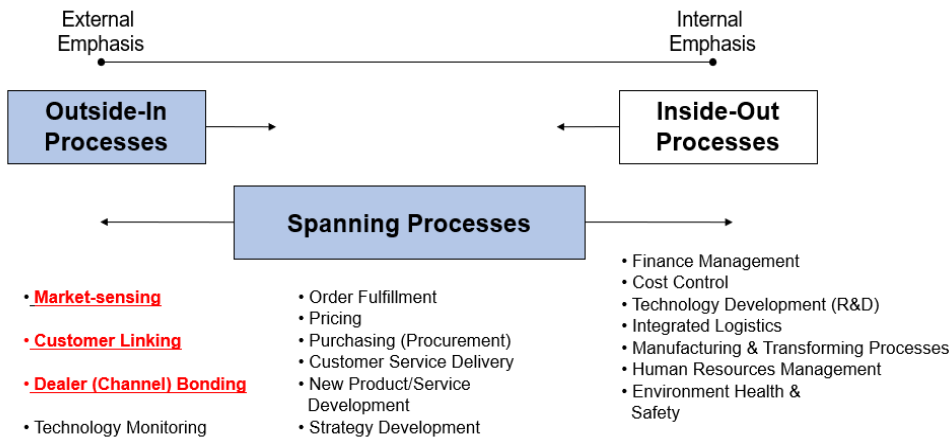 External
Emphasis
Internal
Emphasis
Outside-In
Processes
Inside-Out
Processes
Spanning Processes
• Market-sensing
• Customer Linking
• Dealer (Channel) Bonding
• Technology Monitoring
• Order Fulfillment
• Pricing
• Purchasing (Procurement)
• Customer Service Delivery
• New Product/Service
Development
• Strategy Development
• Finance Management
• Cost Control
• Technology Development (R&D)
• Integrated Logistics
• Manufacturing & Transforming Processes
• Human Resources Management
• Environment Health &
Safety